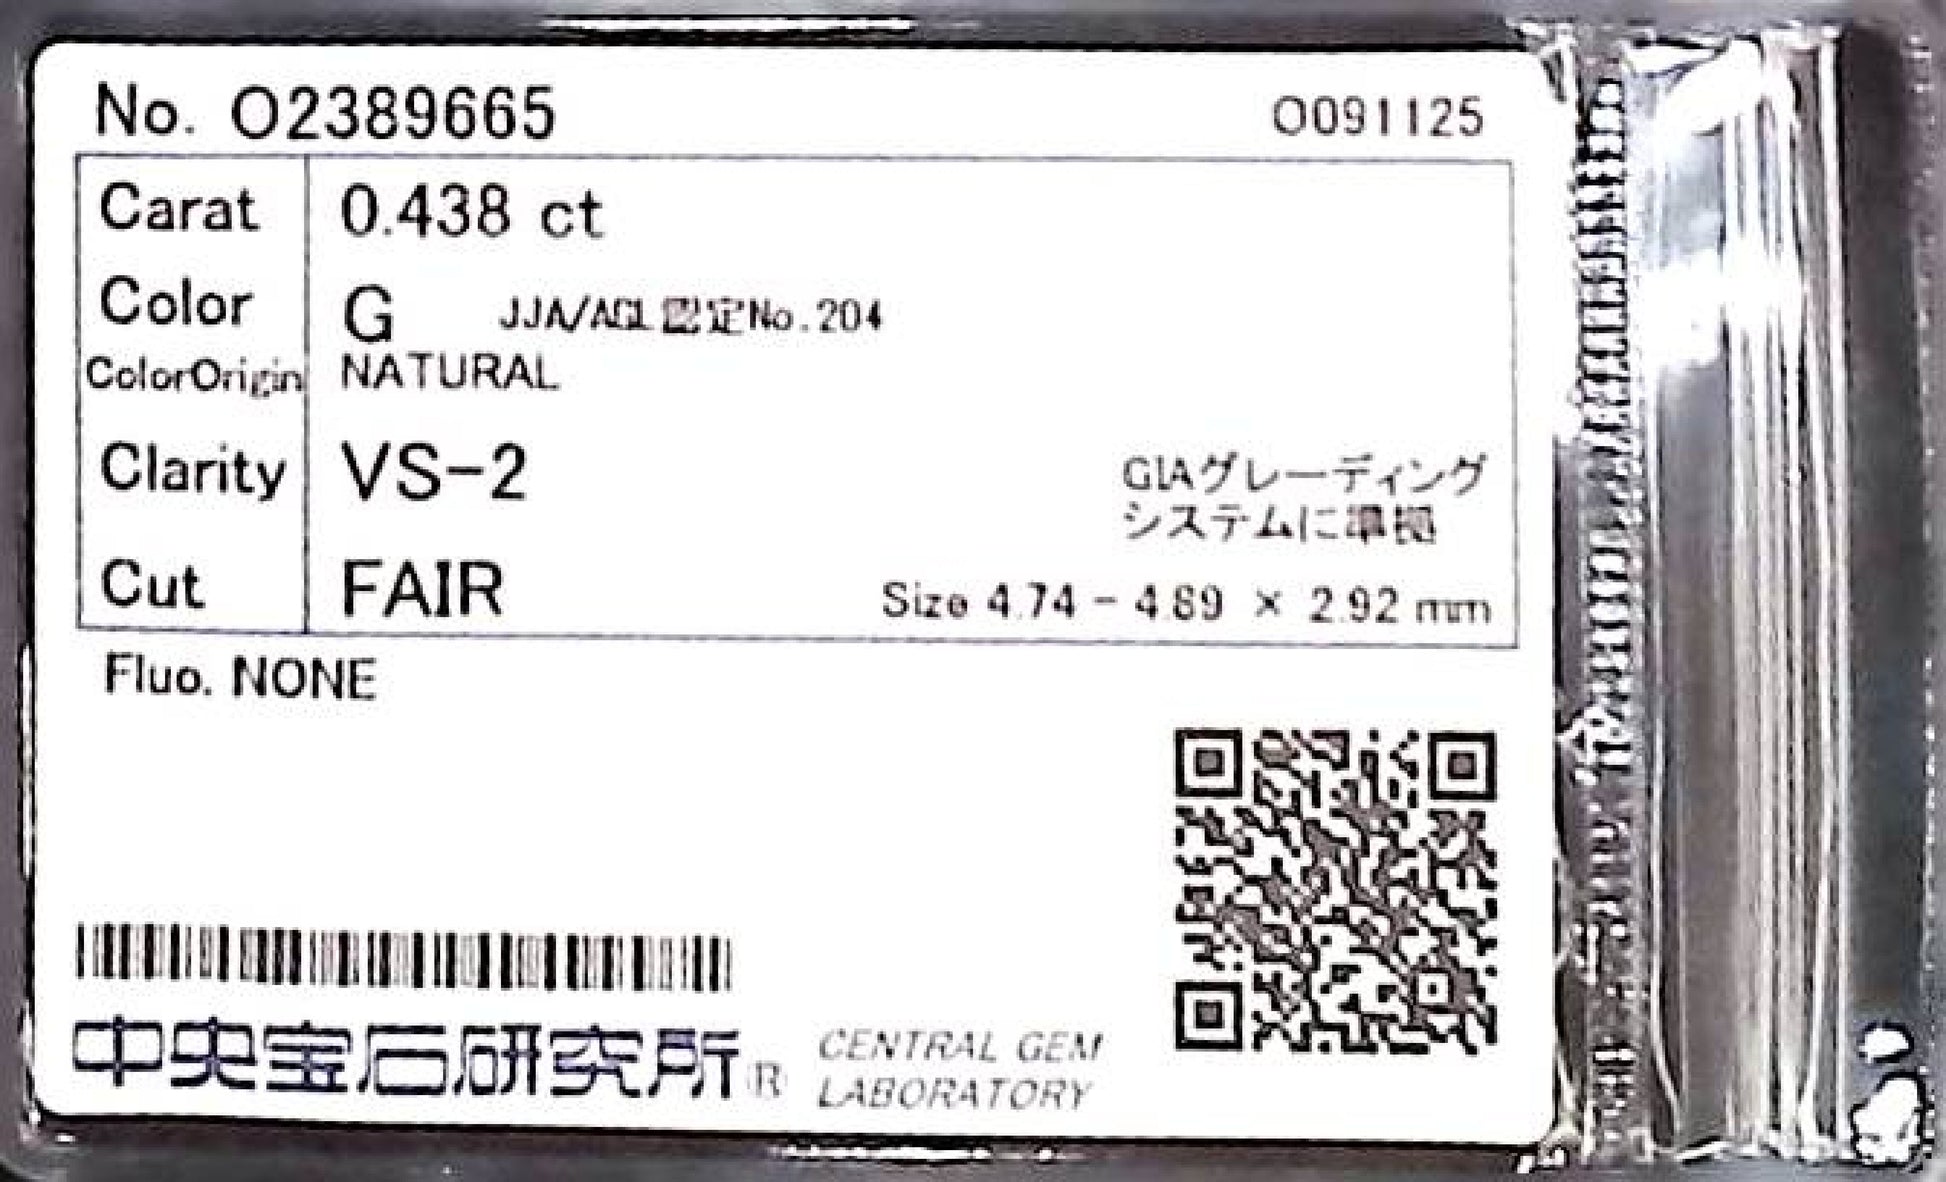 No. O2389665
O091125
Carat 0.438 ct
Color G JJA/AGL認定No.204
ColorOrigin NATURAL
Clarity VS-2
GIAグレーディング
システムに準拠
Cut FAIR
Size 4.74 - 4.89 × 2.92 mm
Fluo. NONE
中央宝石研究所® CENTRAL GEM
LABORATORY